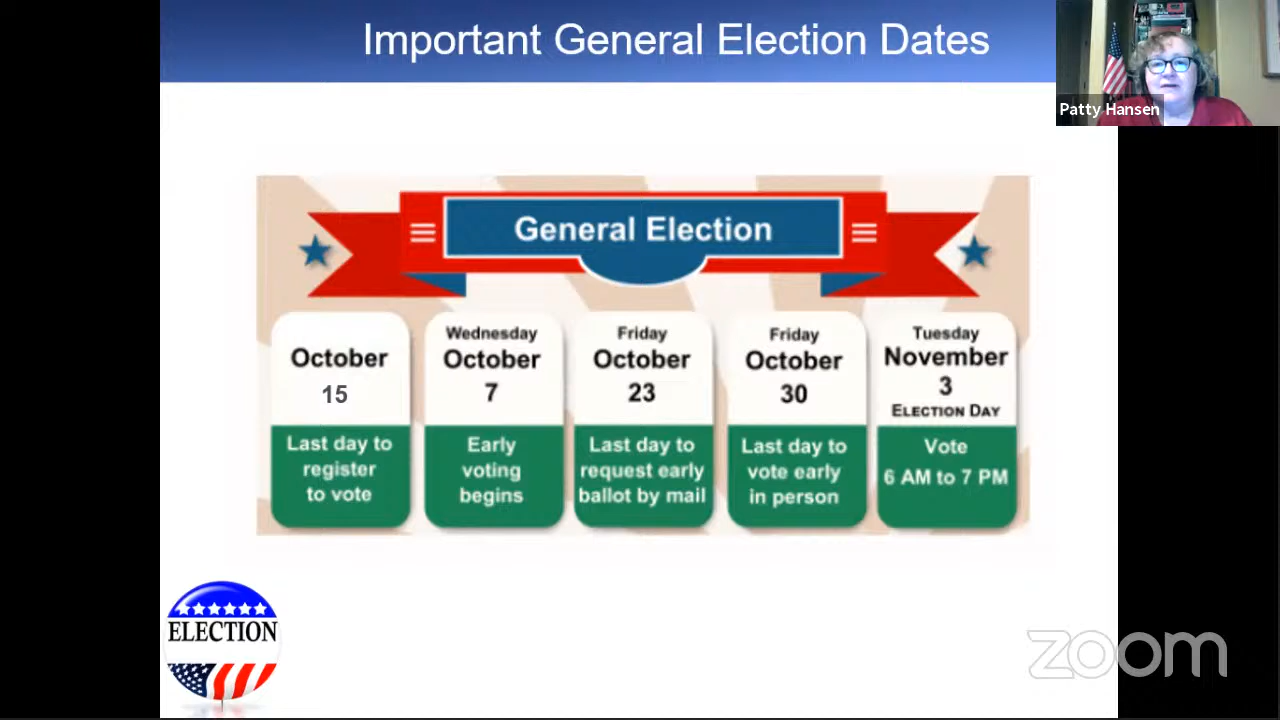 Important General Election Dates
Patty Hansen
General Election
October
15
Last day to
register
to vote
Wednesday
October
7
Early
voting
begins
Friday
October
23
Last day to
request early
ballot by mail
Friday
October
30
Last day to
vote early
in person
Tuesday
November
3
ELECTION DAY
Vote
6 AM to 7 PM
ELECTION
zoom